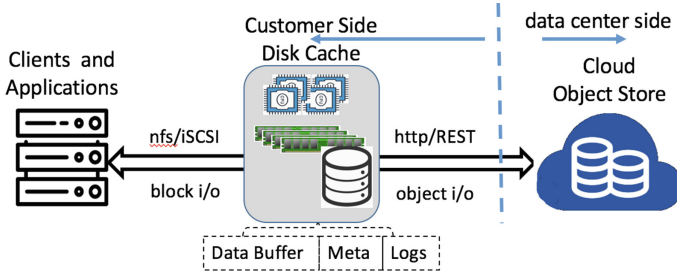 Customer Side
Disk Cache
data center side
Clients and
Applications
Cloud
Object Store
nfs/iSCSI
http/REST
block i/o
object i/o
Data Buffer
Meta
Logs